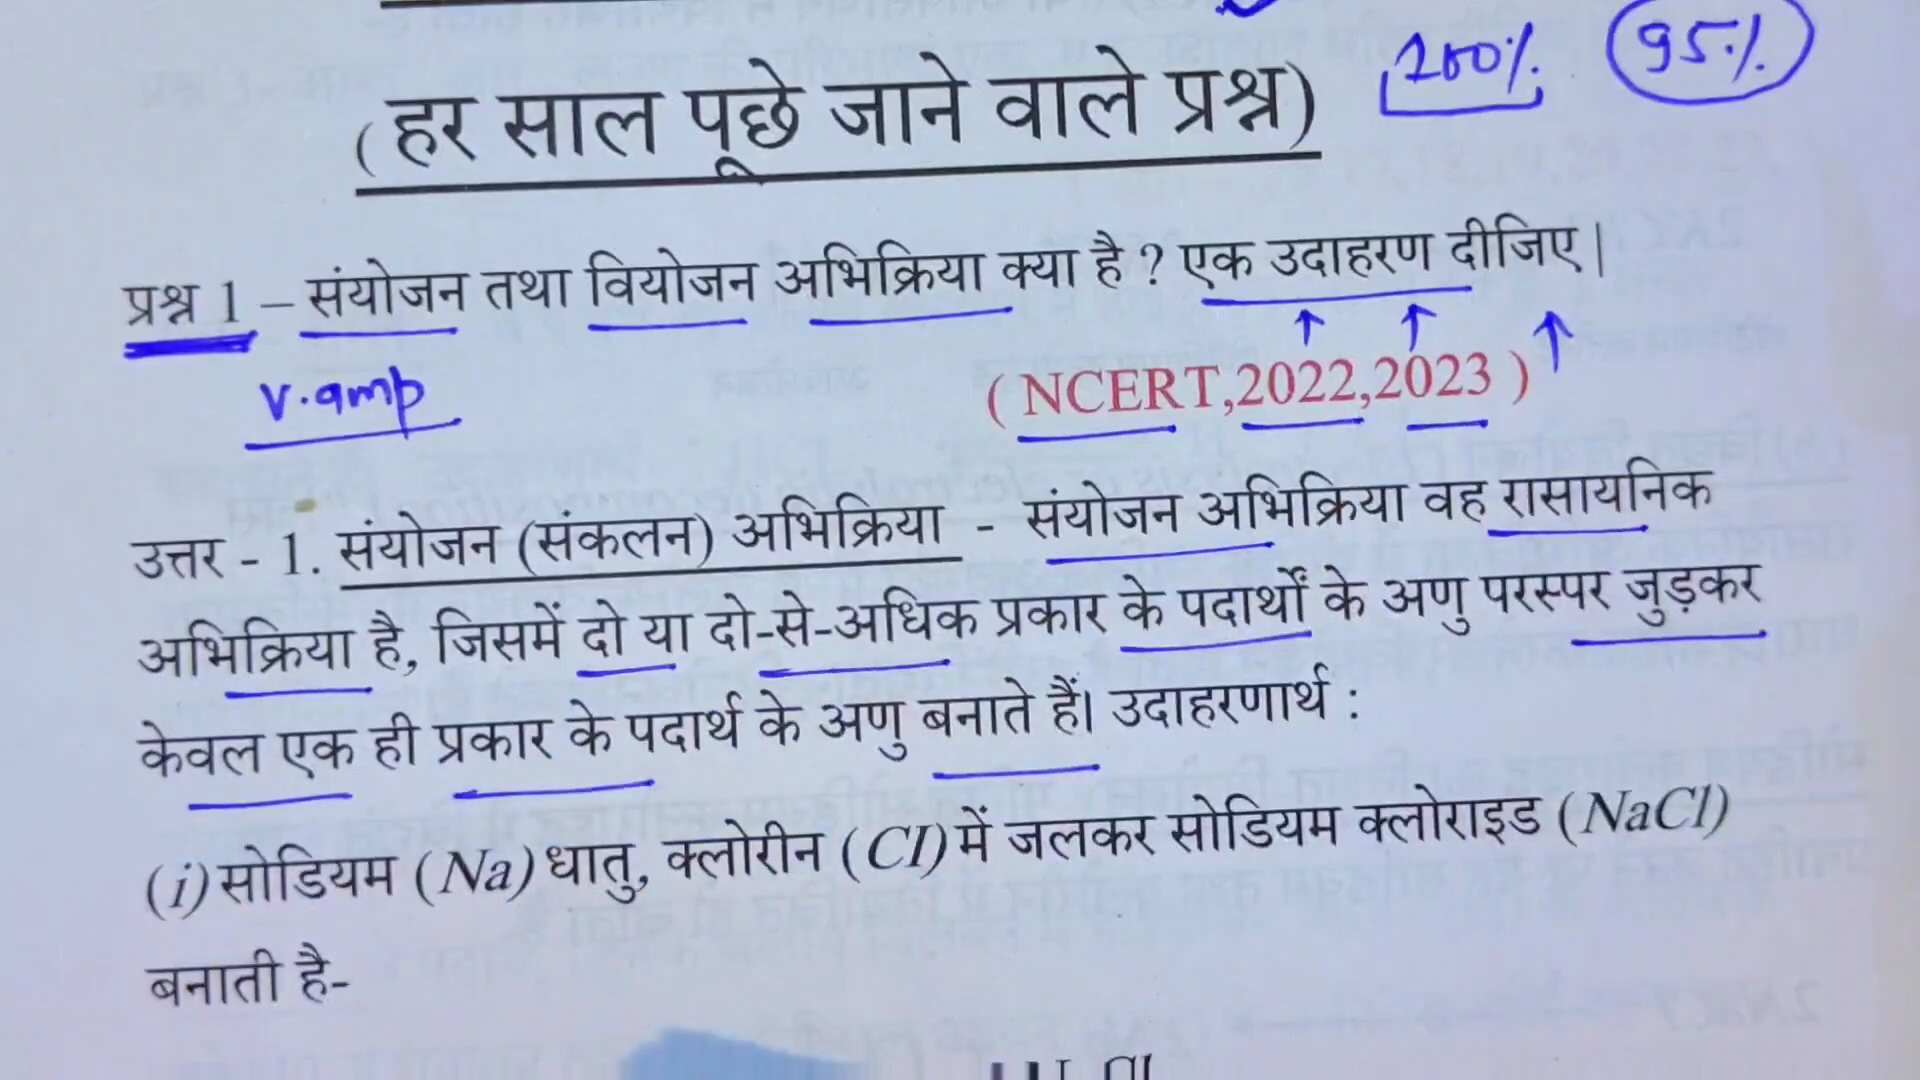 (हर साल पूछे जाने वाले प्रश्न) 100% 95%
प्रश्न 1 – संयोजन तथा वियोजन अभिक्रिया क्या है ? एक उदाहरण दीजिए |
v.amp (NCERT,2022,2023 )
उत्तर - 1. संयोजन (संकलन) अभिक्रिया - संयोजन अभिक्रिया वह रासायनिक
अभिक्रिया है, जिसमें दो या दो-से-अधिक प्रकार के पदार्थों के अणु परस्पर जुड़कर
केवल एक ही प्रकार के पदार्थ के अणु बनाते हैं। उदाहरणार्थ :
(i) सोडियम (Na) धातु, क्लोरीन (Cl) में जलकर सोडियम क्लोराइड (NaCl)
बनाती है-